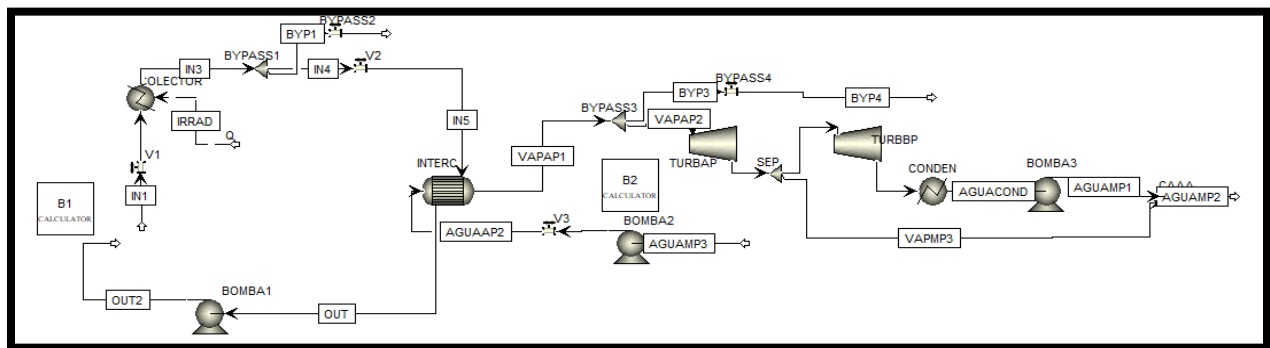 BYPASS2
BYP1
BYPASS1
V2
IN3
IN4
COLECTOR
BYPASS4
BYP3
BYP4
BYPASS3
IRRAD
IN5
VAPAP2
Q
TURBAP
TURBBP
V1
VAPAP1
INTERC
SEP
CONDEN
BOMBA3
B1
CALCULATOR
IN1
B2
CALCULATOR
AGUACOND
AGUAMP1
AGUAMP2
V3
BOMBA2
AGUAAP2
AGUAMP3
VAPMP3
BOMBA1
OUT2
OUT